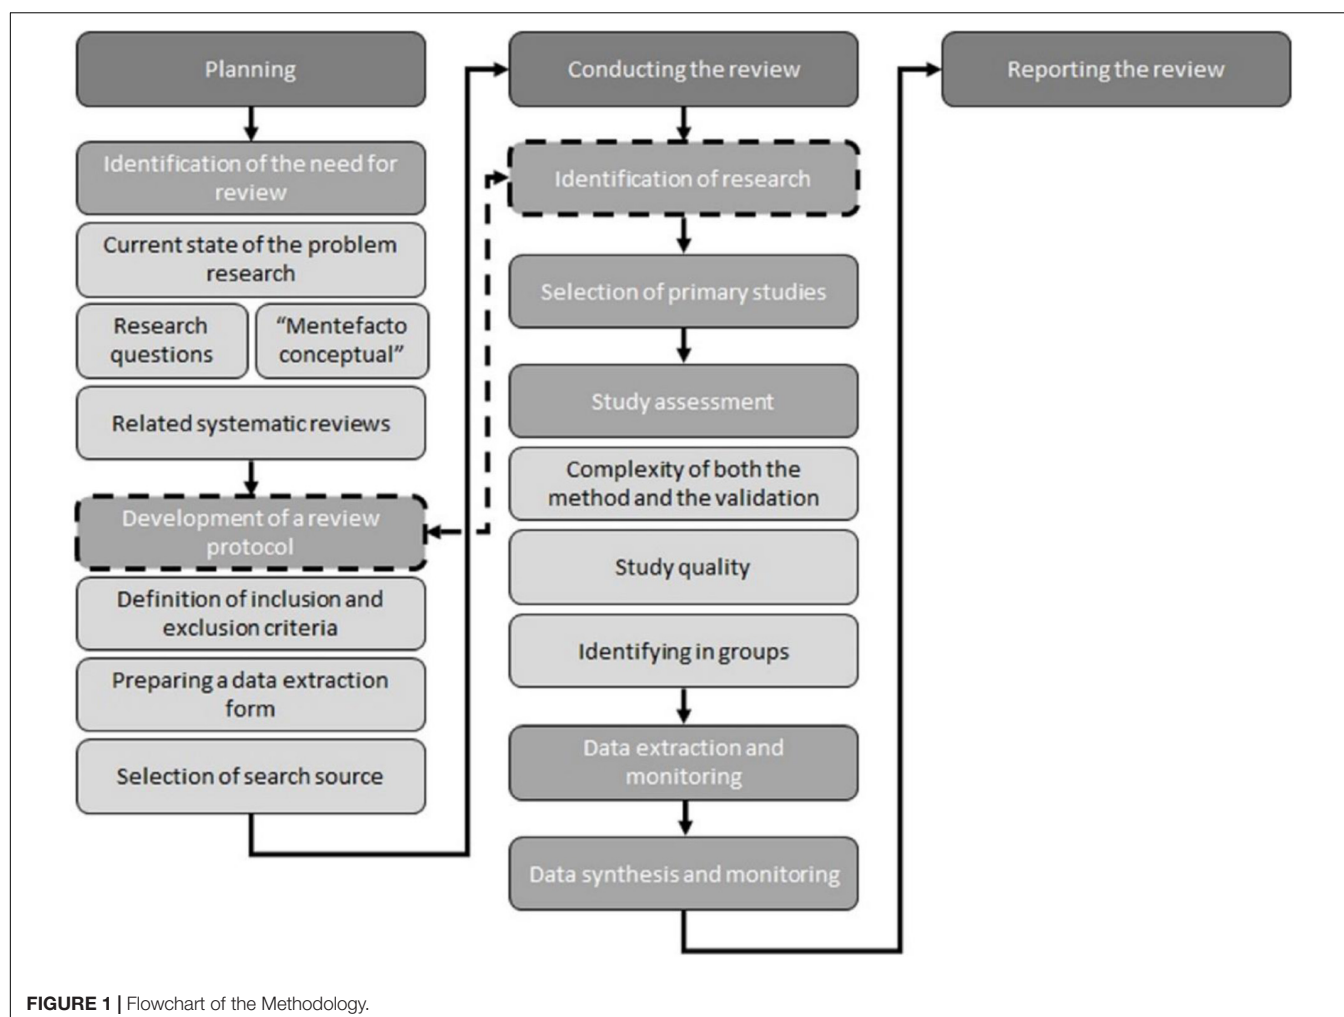 Planning
Identification of the need for
review
Current state of the problem
research
Research
questions
“Mentefacto
conceptual”
Related systematic reviews
Development of a review
protocol
Definition of inclusion and
exclusion criteria
Preparing a data extraction
form
Selection of search source
Conducting the review
Identification of research
Selection of primary studies
Study assessment
Complexity of both the
method and the validation
Study quality
Identifying in groups
Data extraction and
monitoring
Data synthesis and monitoring
Reporting the review
FIGURE 1 | Flowchart of the Methodology.